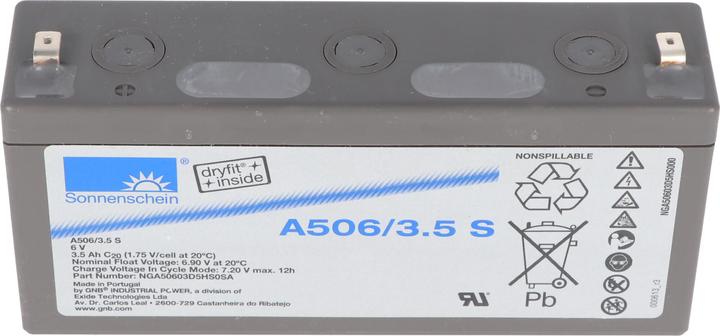 Sonnenschein
®
dryfit®
inside
NONSPILLABLE
A506/3.5 S
A506/3.5 S
6 V
3.5 Ah C20 (1.75 V/cell at 20°C)
Nominal Float Voltage: 6.90 V at 20°C
Charge Voltage In Cycle Mode: 7.20 V max. 12h
Part Number: NGA50603D5HS0SA
Made in Portugal
by GNB® INDUSTRIAL POWER, a division of
Exide Technologies Lda
Av. Dr. Carlos Leal • 2600-729 Castanheira do Ribatejo
www.gnb.com
Pb
NGA50603D5HS000
000613_r3